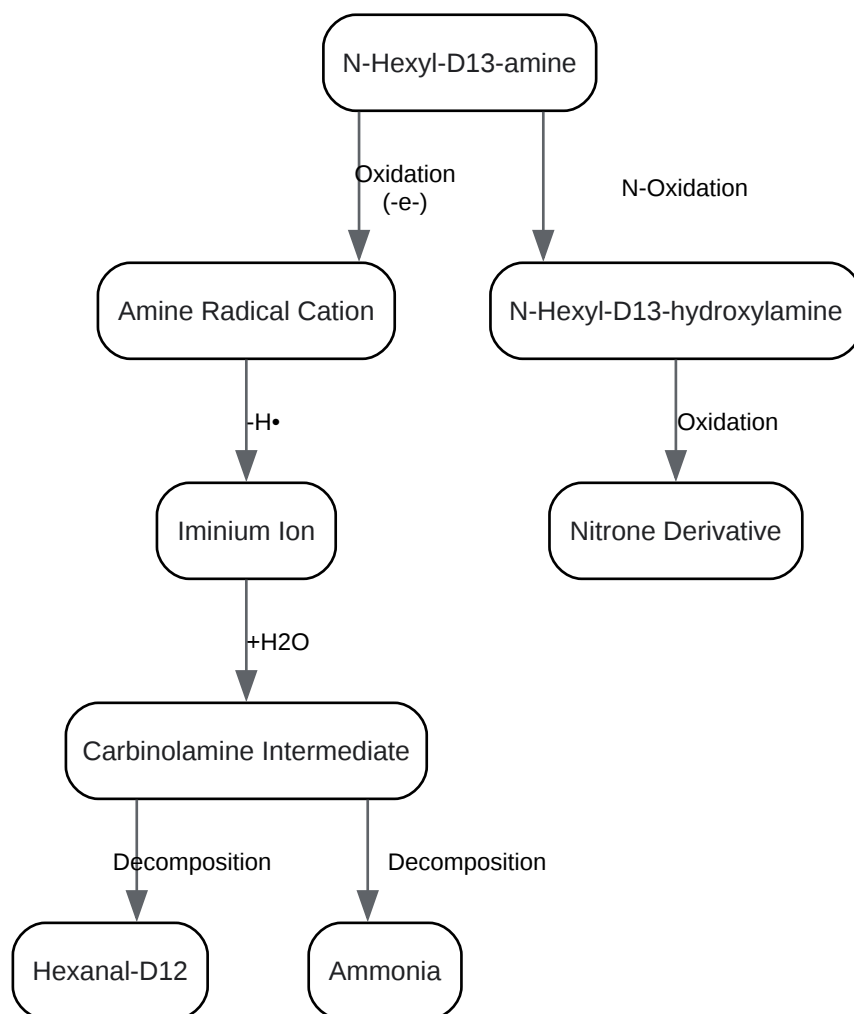 N-Hexyl-D13-amine
Oxidation
(-e-)
N-Oxidation
Amine Radical Cation
N-Hexyl-D13-hydroxylamine
-H•
Oxidation
Iminium Ion
Nitrone Derivative
+H2O
Carbinolamine Intermediate
Decomposition
Decomposition
Hexanal-D12
Ammonia